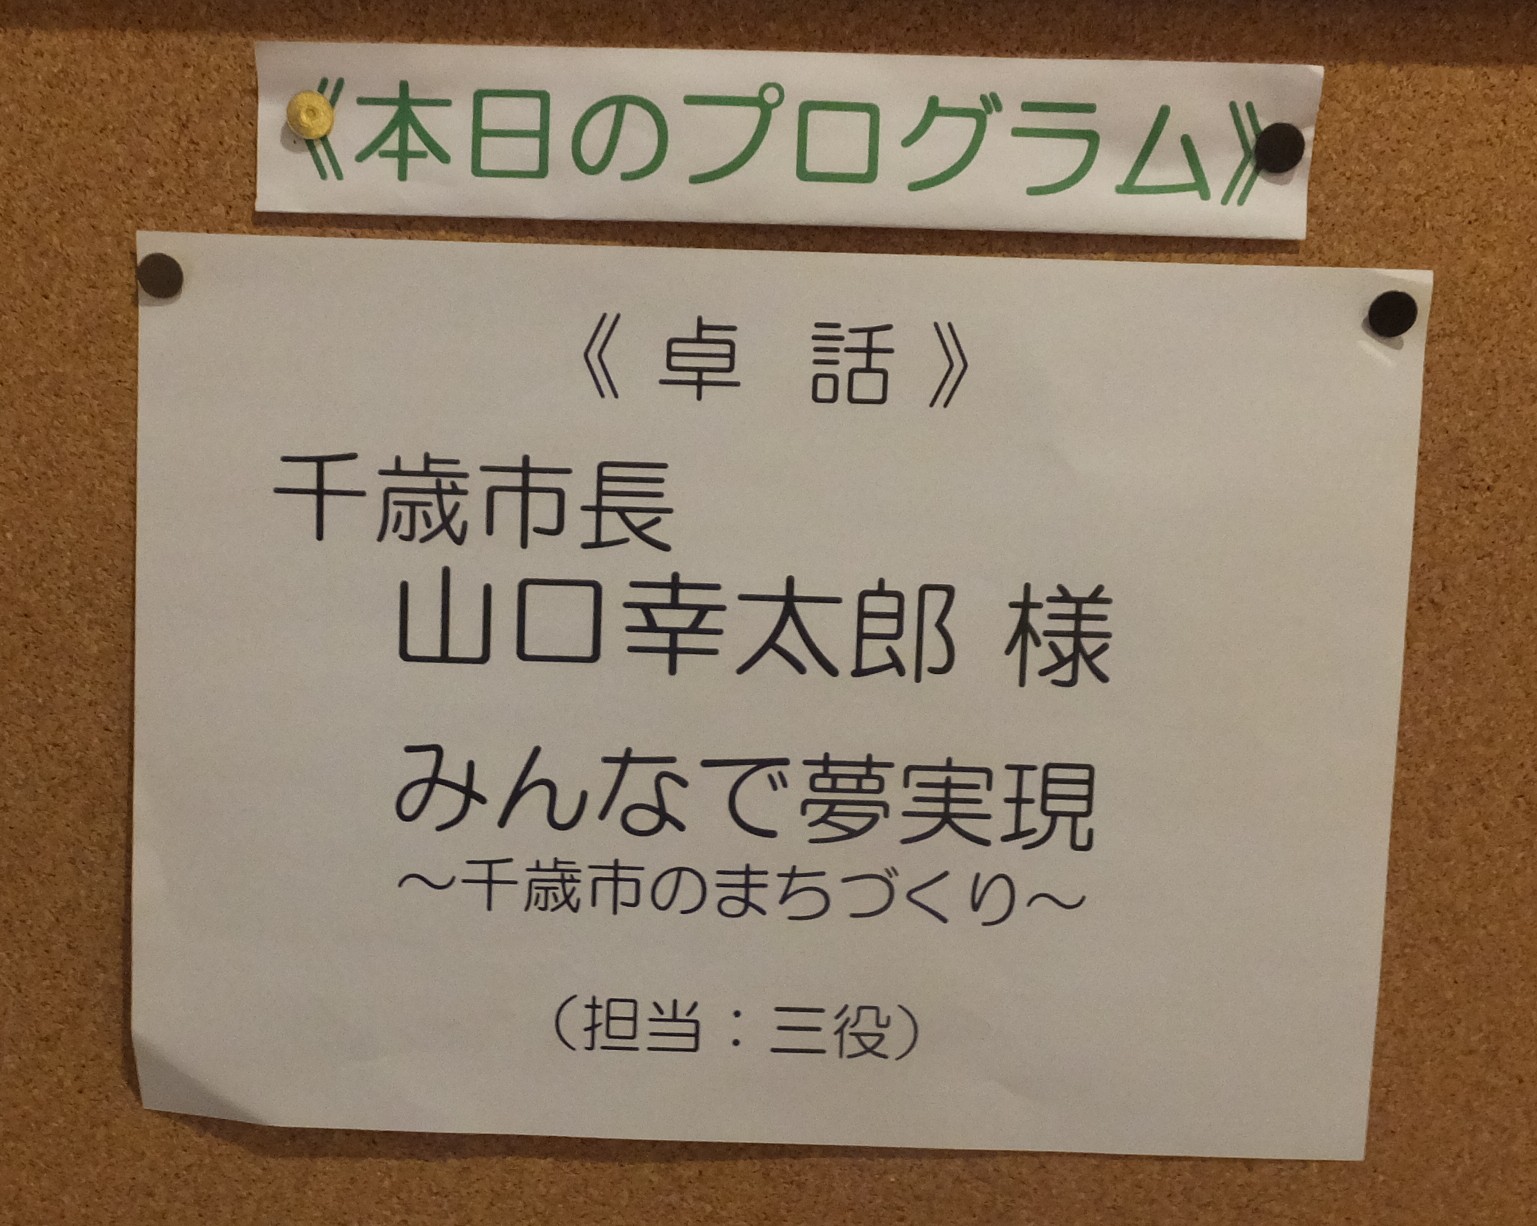 《本日のプログラム》
《 卓 話 》
千歳市長
山口幸太郎 様
みんなで夢実現
～千歳市のまちづくり～
（担当：三役）